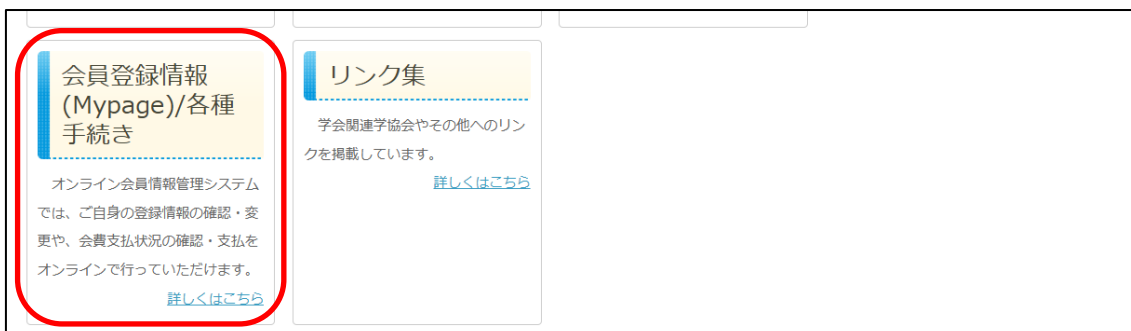 会員登録情報
(Mypage)/各種
手続き
オンライン会員情報管理システム
では、ご自身の登録情報の確認・変
更や、会費支払状況の確認・支払を
オンラインで行っていただけます。
詳しくはこちら
リンク集
学会関連学協会やその他へのリン
クを掲載しています。
詳しくはこちら